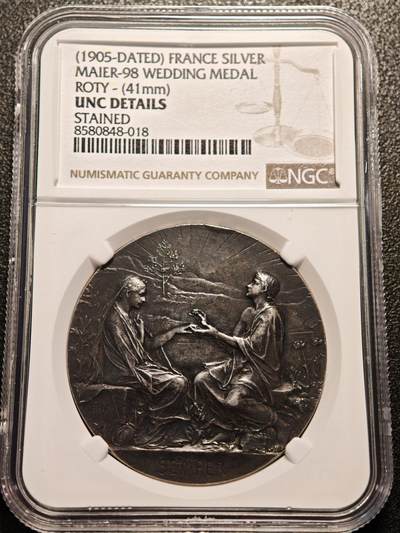 (1905-DATED) FRANCE SILVER
MAIER-98 WEDDING MEDAL
ROTY - (41mm)
UNC DETAILS
STAINED
8580848-018
NUMISMATIC GUARANTY COMPANY
NGC